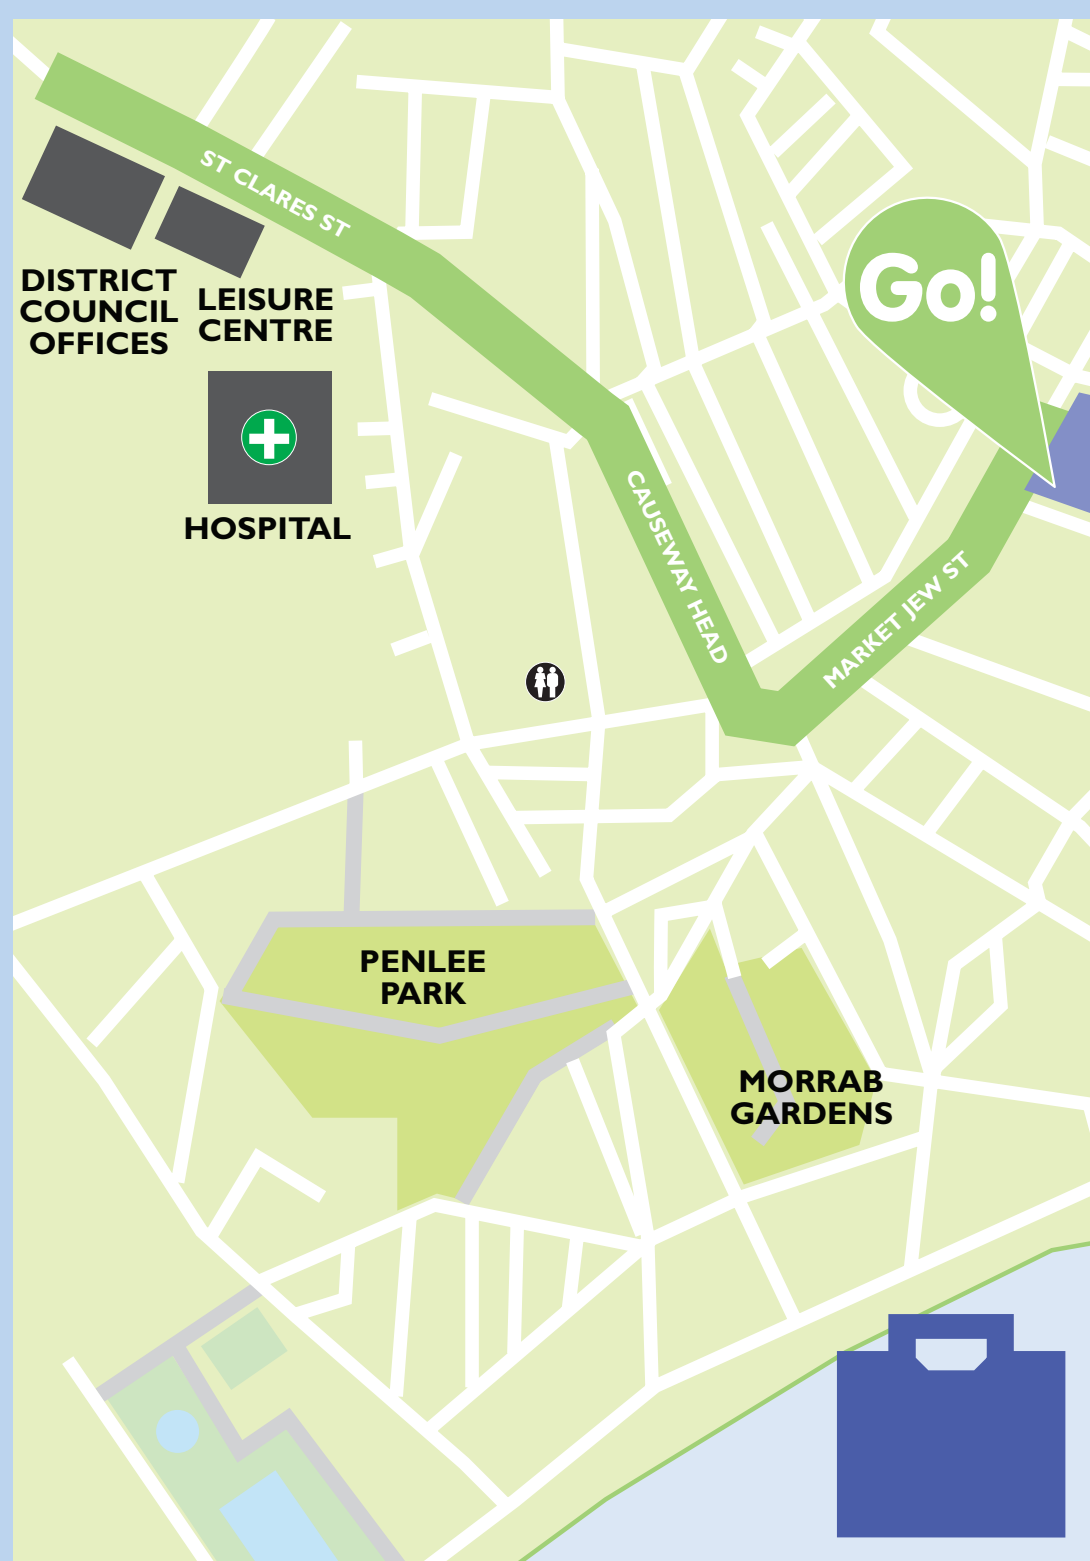 ST CLARES ST
DISTRICT
COUNCIL
OFFICES
LEISURE
CENTRE
Go!
HOSPITAL
CAUSEWAY HEAD
MARKET JEW ST
PENLEE
PARK
MORRAB
GARDENS